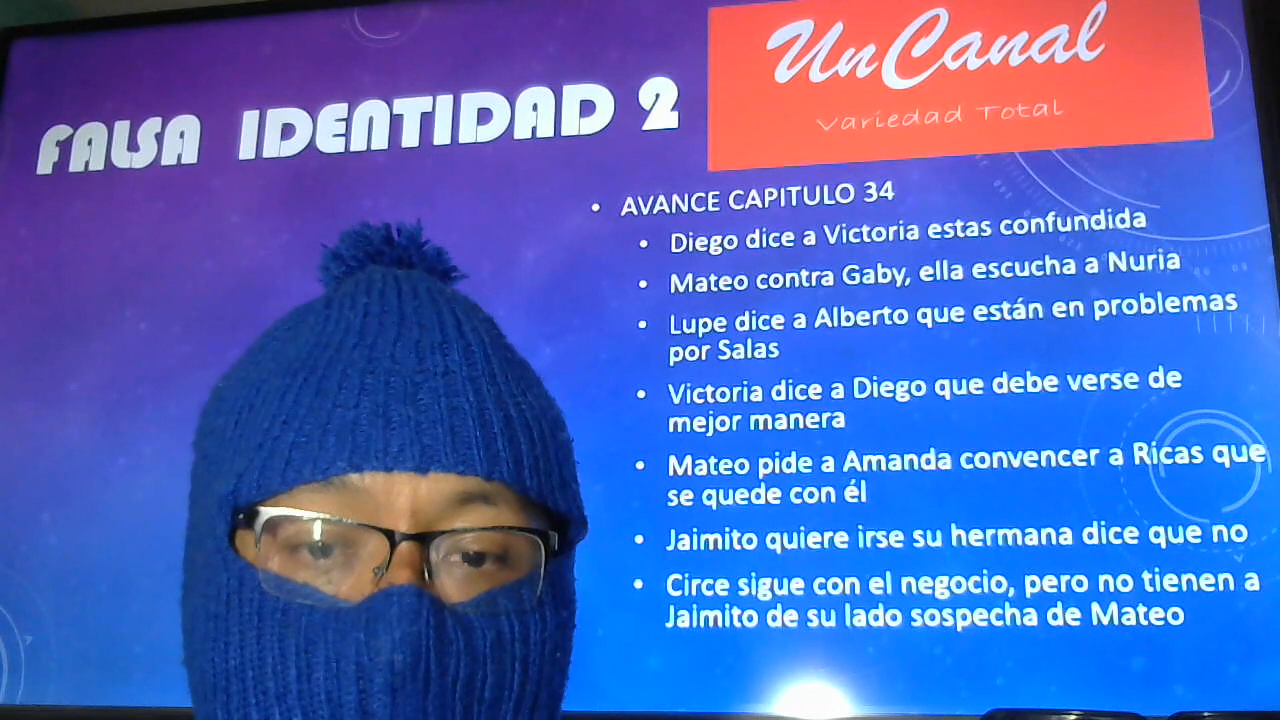 FALSA IDENTIDAD 2
UnCanal
Variedad Total
• AVANCE CAPITULO 34
• Diego dice a Victoria estas confundida
• Mateo contra Gaby, ella escucha a Nuria
• Lupe dice a Alberto que están en problemas
por Salas
• Victoria dice a Diego que debe verse de
mejor manera
• Mateo pide a Amanda convencer a Ricas que
se quede con él
• Jaimito quiere irse su hermana dice que no
• Circe sigue con el negocio, pero no tienen a
Jaimito de su lado sospecha de Mateo